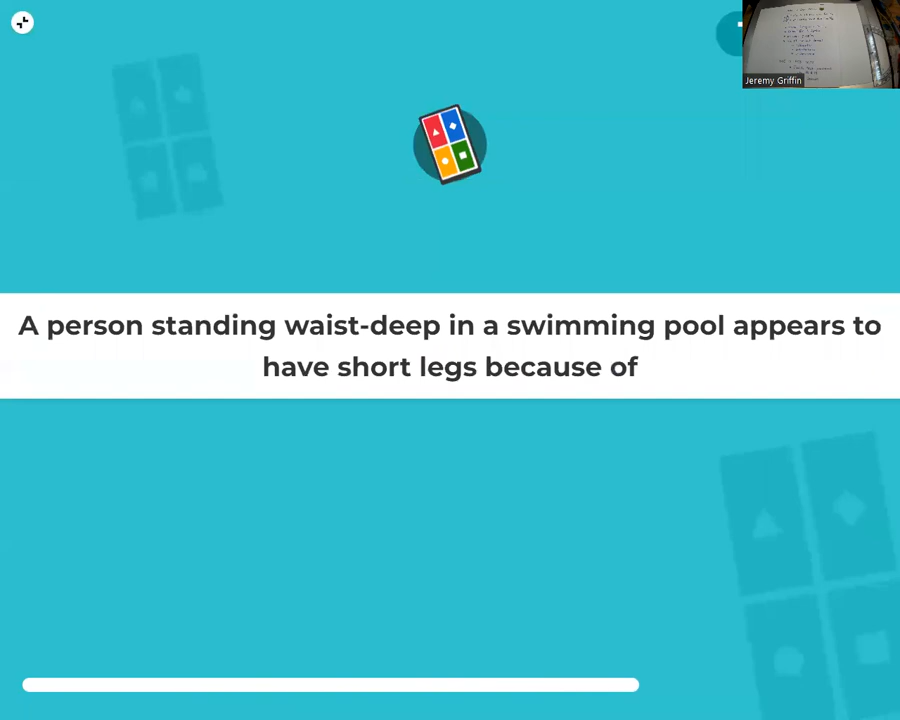 Jeremy Griffin
A person standing waist-deep in a swimming pool appears to
have short legs because of